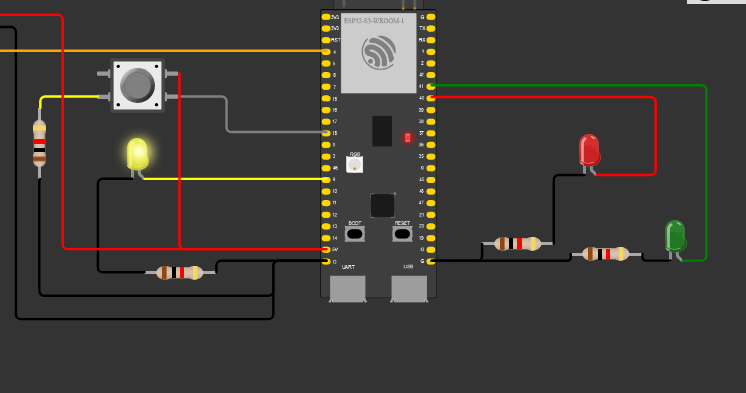 ESP32-S3-WROOM-1
3V3
3V3
RST
4
5
6
7
15
16
17
18
8
3
46
9
10
11
12
13
14
5V
G
G
TX
RX
1
2
42
41
40
39
38
37
36
35
0
45
48
47
21
20
19
G
G
RGB
BOOT
RESET
UART
USB